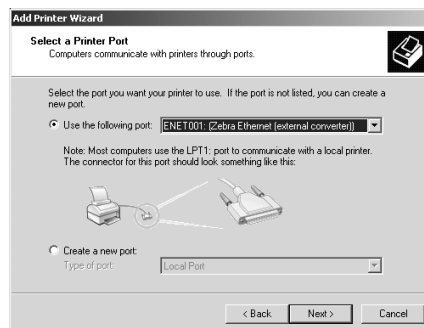 Add Printer Wizard
Select a Printer Port
Computers communicate with printers through ports.
Select the port you want your printer to use. If the port is not listed, you can create a
new port.
Use the following port:
ENET001: (Zebra Ethernet (external converter))
Note: Most computers use the LPT1: port to communicate with a local printer.
The connector for this port should look something like this:
Create a new port:
Type of port:
Local Port
< Back
Next >
Cancel